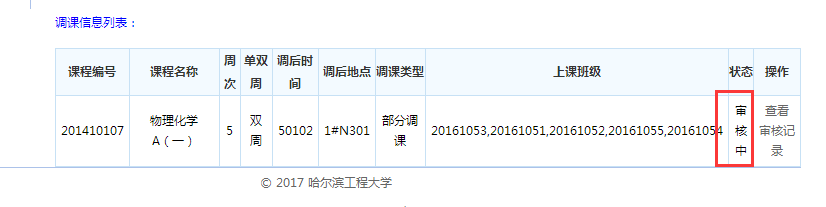 调课信息列表：
课程编号 课程名称 周次 单双周 调后时间 调后地点 调课类型 上课班级 状态 操作
201410107 物理化学A（一） 5 双周 50102 1#N301 部分调课 20161053,20161051,20161052,20161055,20161054 审核中 查看审核记录
© 2017 哈尔滨工程大学